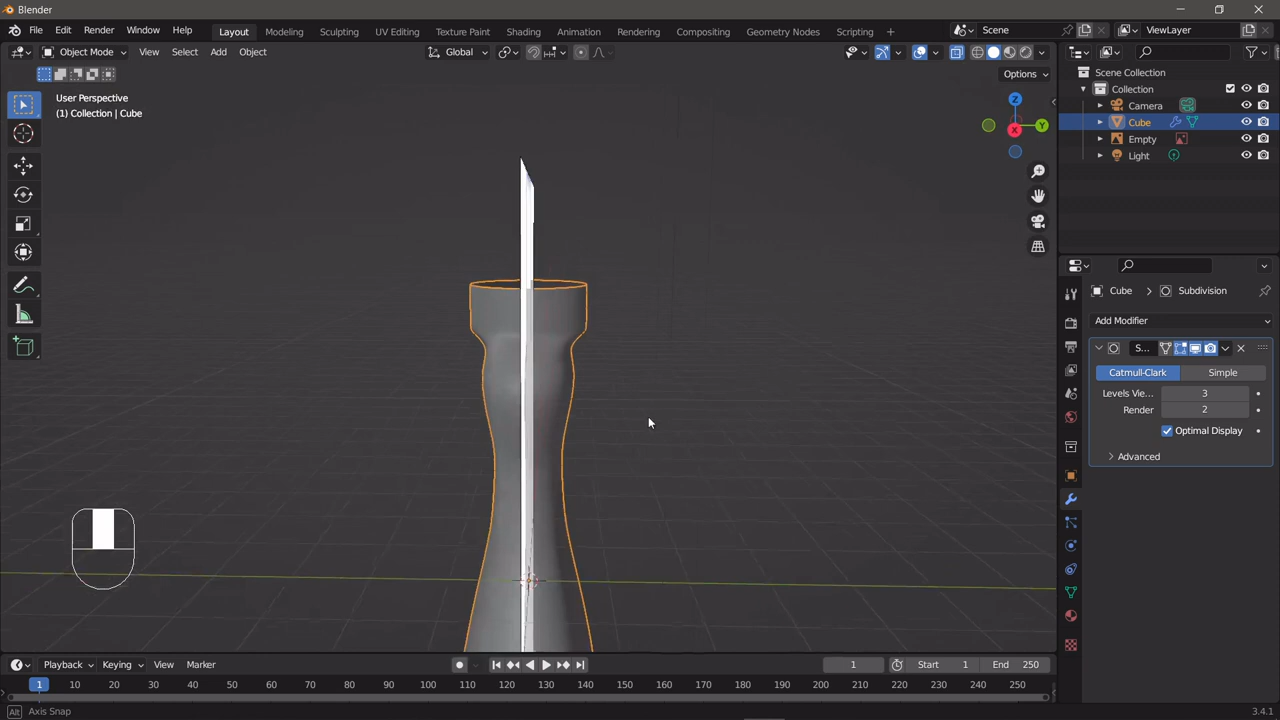 Blender
File Edit Render Window Help
Layout Modeling Sculpting UV Editing Texture Paint Shading Animation Rendering Compositing Geometry Nodes Scripting +
Scene
ViewLayer
Object Mode View Select Add Object
Global
Options
User Perspective
(1) Collection | Cube
Z
Y
X
Scene Collection
Collection
Camera
Cube
Empty
Light
Cube > Subdivision
Add Modifier
S...
Catmull-Clark Simple
Levels Vie... 3
Render 2
Optimal Display
Advanced
Playback Keying View Marker
1
Start 1 End 250
1 10 20 30 40 50 60 70 80 90 100 110 120 130 140 150 160 170 180 190 200 210 220 230 240 250
Alt Axis Snap
3.4.1